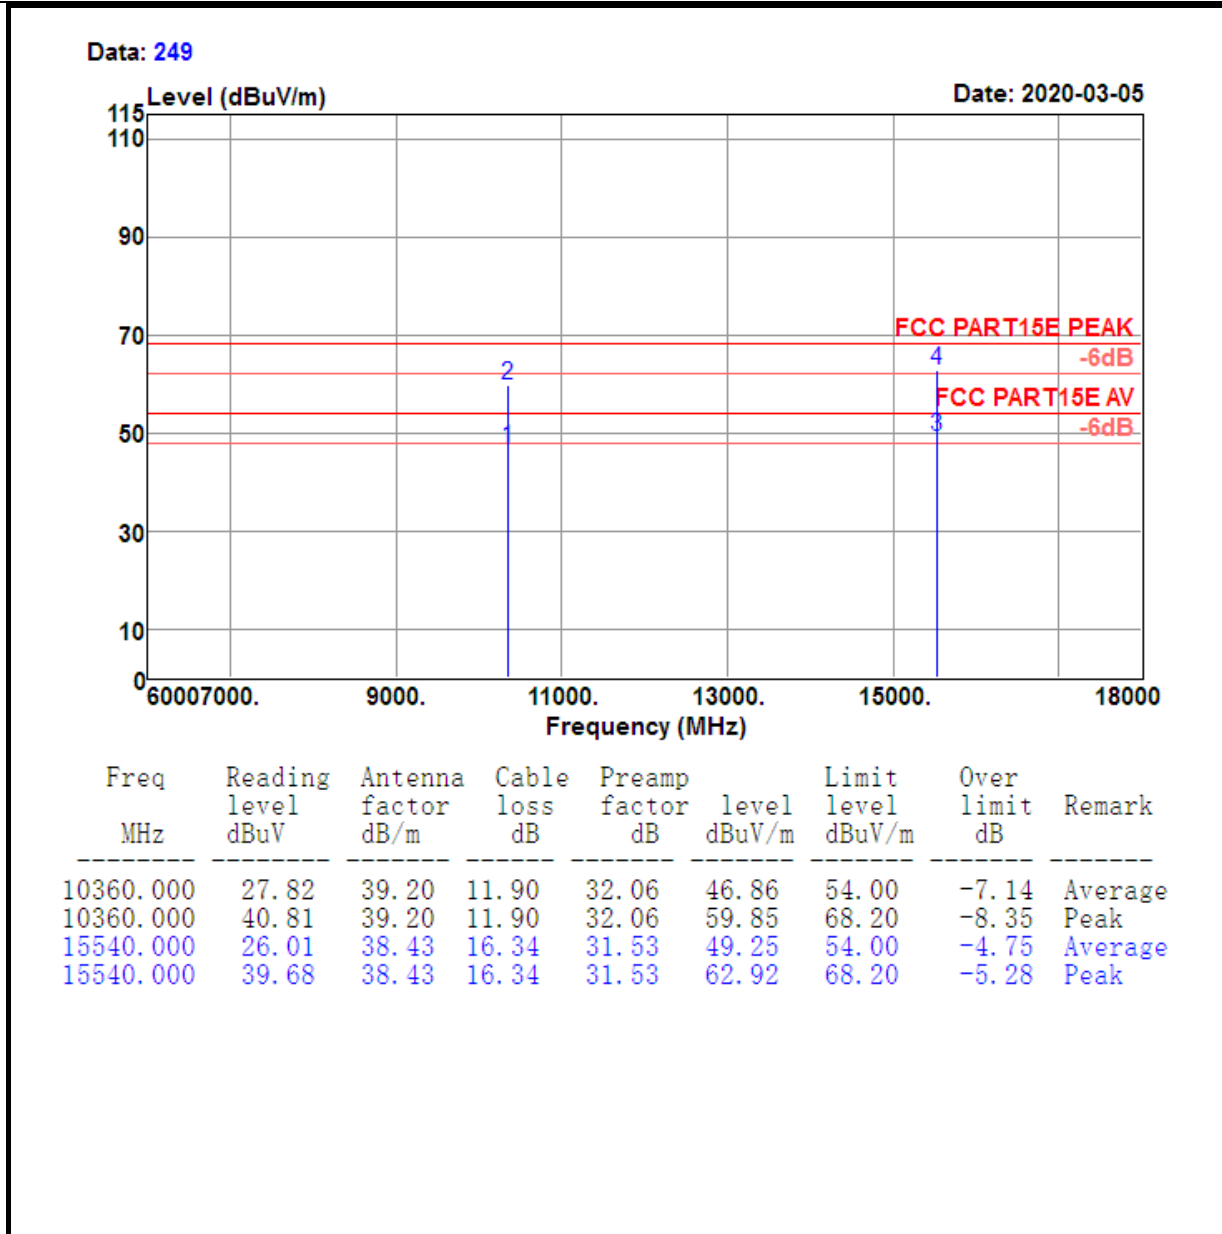 Data: 249
Level (dBuV/m) Date: 2020-03-05
115
110
90
FCC PART15E PEAK
70
4
-6dB
2
FCC PART15E AV
3
-6dB
50
1
30
10
0
6000 7000. 9000. 11000. 13000. 15000. 18000
Frequency (MHz)
Freq Reading Antenna Cable Preamp Limit Over
level factor loss factor level level limit Remark
MHz dBuV dB/m dB dB dBuV/m dBuV/m dB
-------- -------- ------- ------ ------- ------- ------- ------- -------
10360.000 27.82 39.20 11.90 32.06 46.86 54.00 -7.14 Average
10360.000 40.81 39.20 11.90 32.06 59.85 68.20 -8.35 Peak
15540.000 26.01 38.43 16.34 31.53 49.25 54.00 -4.75 Average
15540.000 39.68 38.43 16.34 31.53 62.92 68.20 -5.28 Peak